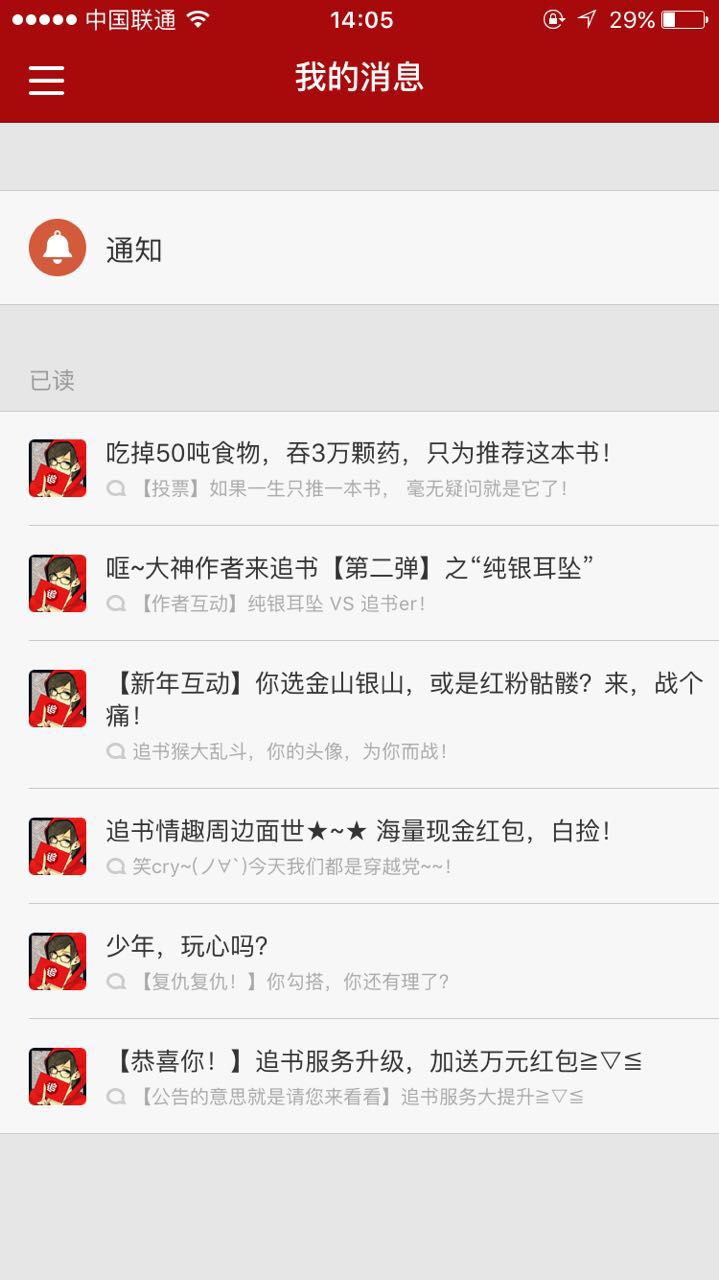 中国联通 14:05 29%
我的消息
通知
已读
吃掉50吨食物，吞3万颗药，只为推荐这本书！
【投票】如果一生只推一本书， 毫无疑问就是它了！
哐~大神作者来追书【第二弹】之“纯银耳坠”
【作者互动】纯银耳坠 VS 追书er！
【新年互动】你选金山银山，或是红粉骷髅？来，战个
痛！
追书猴大乱斗，你的头像，为你而战！
追书情趣周边面世★~★ 海量现金红包，白捡！
笑cry~(ノ∀`)今天我们都是穿越党~~！
少年，玩心吗？
【复仇复仇！】你勾搭，你还有理了？
【恭喜你！】追书服务升级，加送万元红包≧▽≦
【公告的意思就是请您来看看】追书服务大提升≧▽≦